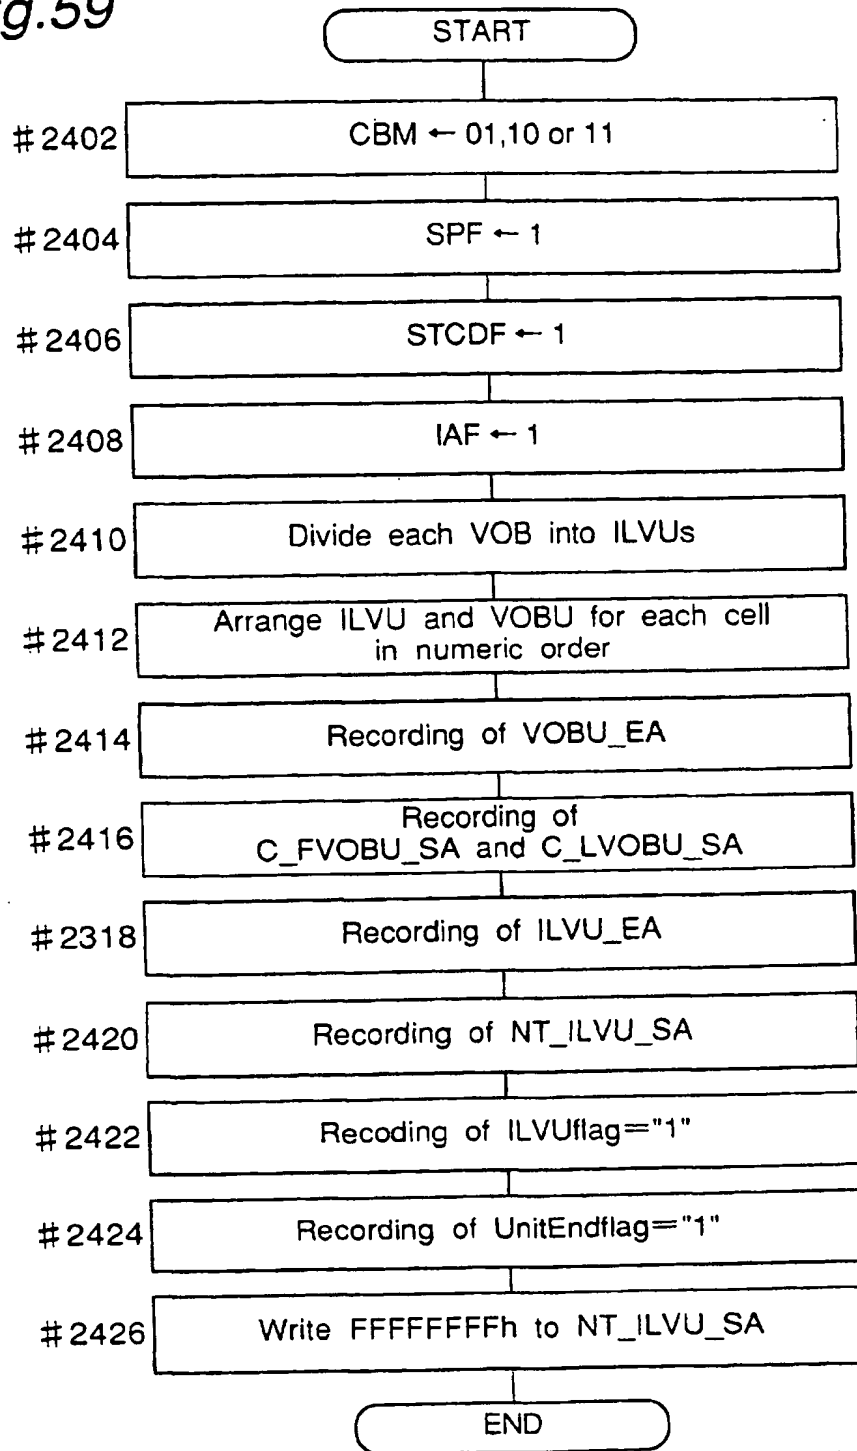 g.59
START
#2402 CBM ← 01,10 or 11
#2404 SPF ← 1
#2406 STCDF ← 1
#2408 IAF ← 1
#2410 Divide each VOB into ILVUs
#2412 Arrange ILVU and VOBU for each cell
in numeric order
#2414 Recording of VOBU_EA
#2416 Recording of
C_FVOBU_SA and C_LVOBU_SA
#2318 Recording of ILVU_EA
#2420 Recording of NT_ILVU_SA
#2422 Recoding of ILVUflag="1"
#2424 Recording of UnitEndflag="1"
#2426 Write FFFFFFFFh to NT_ILVU_SA
END